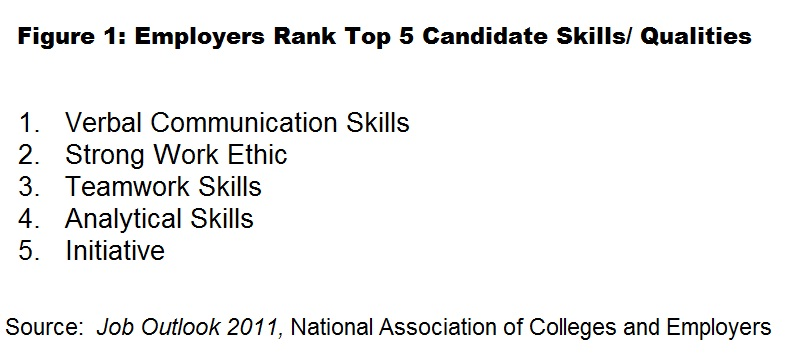 Figure 1: Employers Rank Top 5 Candidate Skills/ Qualities
1. Verbal Communication Skills
2. Strong Work Ethic
3. Teamwork Skills
4. Analytical Skills
5. Initiative
Source: Job Outlook 2011, National Association of Colleges and Employers